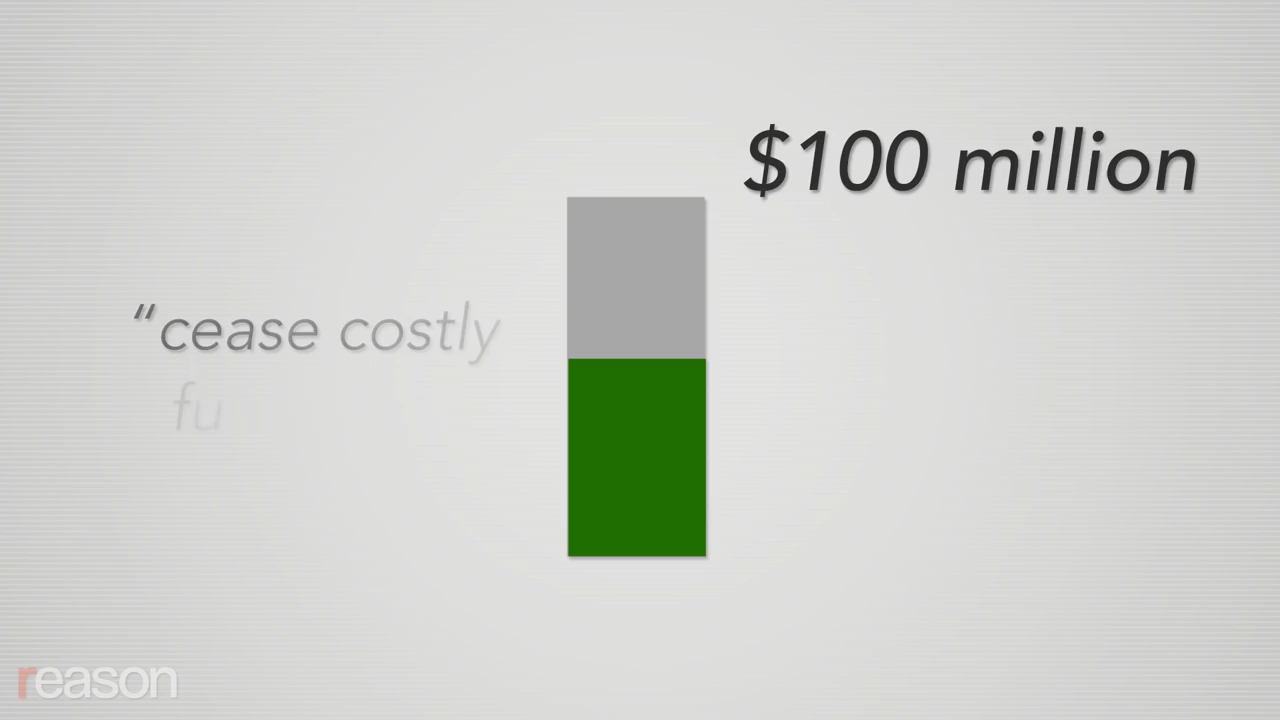 $100 million
“cease costly
reason